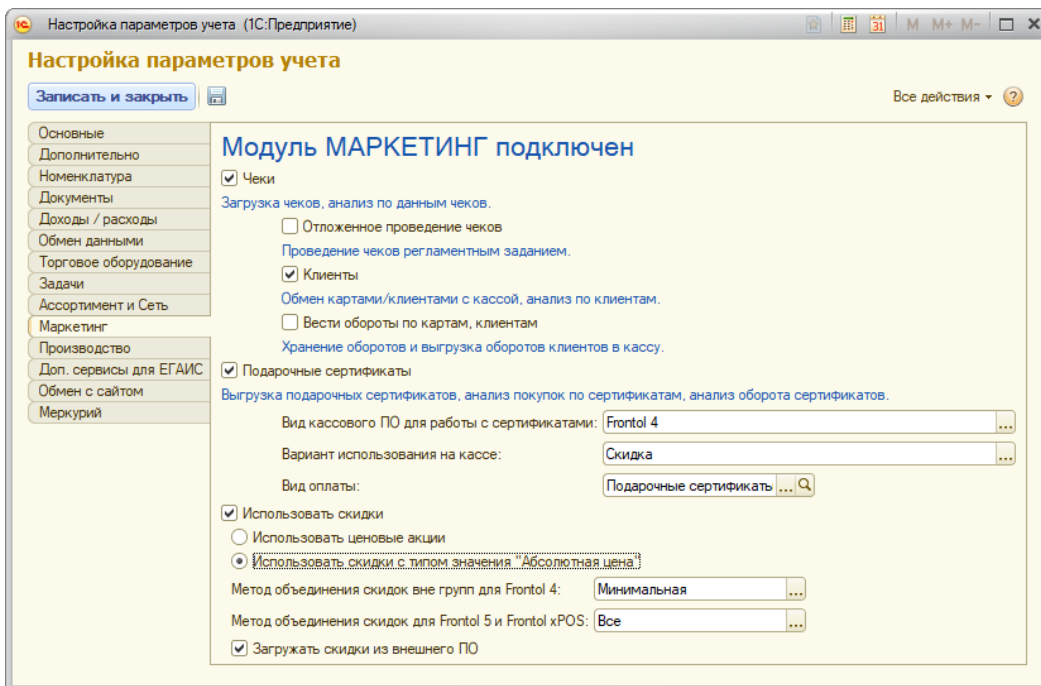 Настройка параметров учета (1С:Предприятие)
31 M M+ M-
Настройка параметров учета
Записать и закрыть
Все действия
?
Основные
Дополнительно
Номенклатура
Документы
Доходы / расходы
Обмен данными
Торговое оборудование
Задачи
Ассортимент и Сеть
Маркетинг
Производство
Доп. сервисы для ЕГАИС
Обмен с сайтом
Меркурий
Модуль МАРКЕТИНГ подключен
Чеки
Загрузка чеков, анализ по данным чеков.
Отложенное проведение чеков
Проведение чеков регламентным заданием.
Клиенты
Обмен картами/клиентами с кассой, анализ по клиентам.
Вести обороты по картам, клиентам
Хранение оборотов и выгрузка оборотов клиентов в кассу.
Подарочные сертификаты
Выгрузка подарочных сертификатов, анализ покупок по сертификатам, анализ оборота сертификатов.
Вид кассового ПО для работы с сертификатами: Frontol 4 ...
Вариант использования на кассе: Скидка ...
Вид оплаты: Подарочные сертификаты ...
Использовать скидки
Использовать ценовые акции
Использовать скидки с типом значения "Абсолютная цена"
Метод объединения скидок вне групп для Frontol 4: Минимальная ...
Метод объединения скидок для Frontol 5 и Frontol xPOS: Все ...
Загружать скидки из внешнего ПО